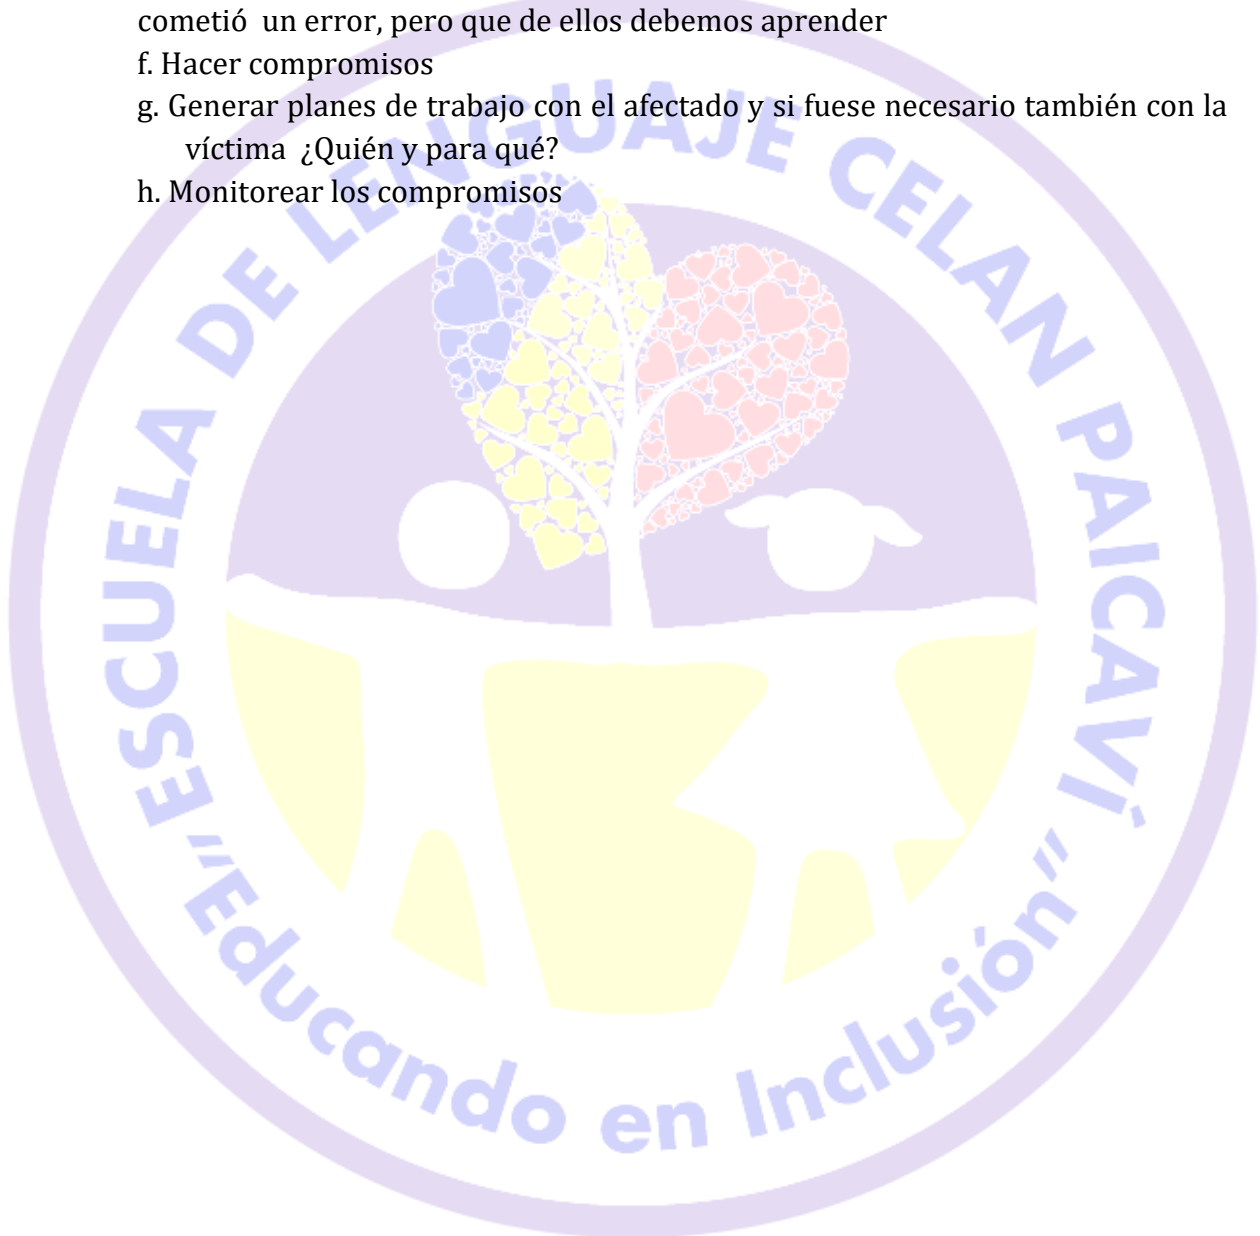 cometió  un error, pero que de ellos debemos aprender
f. Hacer compromisos
g. Generar planes de trabajo con el afectado y si fuese necesario también con la
víctima  ¿Quién y para qué?
h. Monitorear los compromisos
ESCUELA DE LENGUAJE CELAN PAICAVÍ
"Educando en Inclusión"